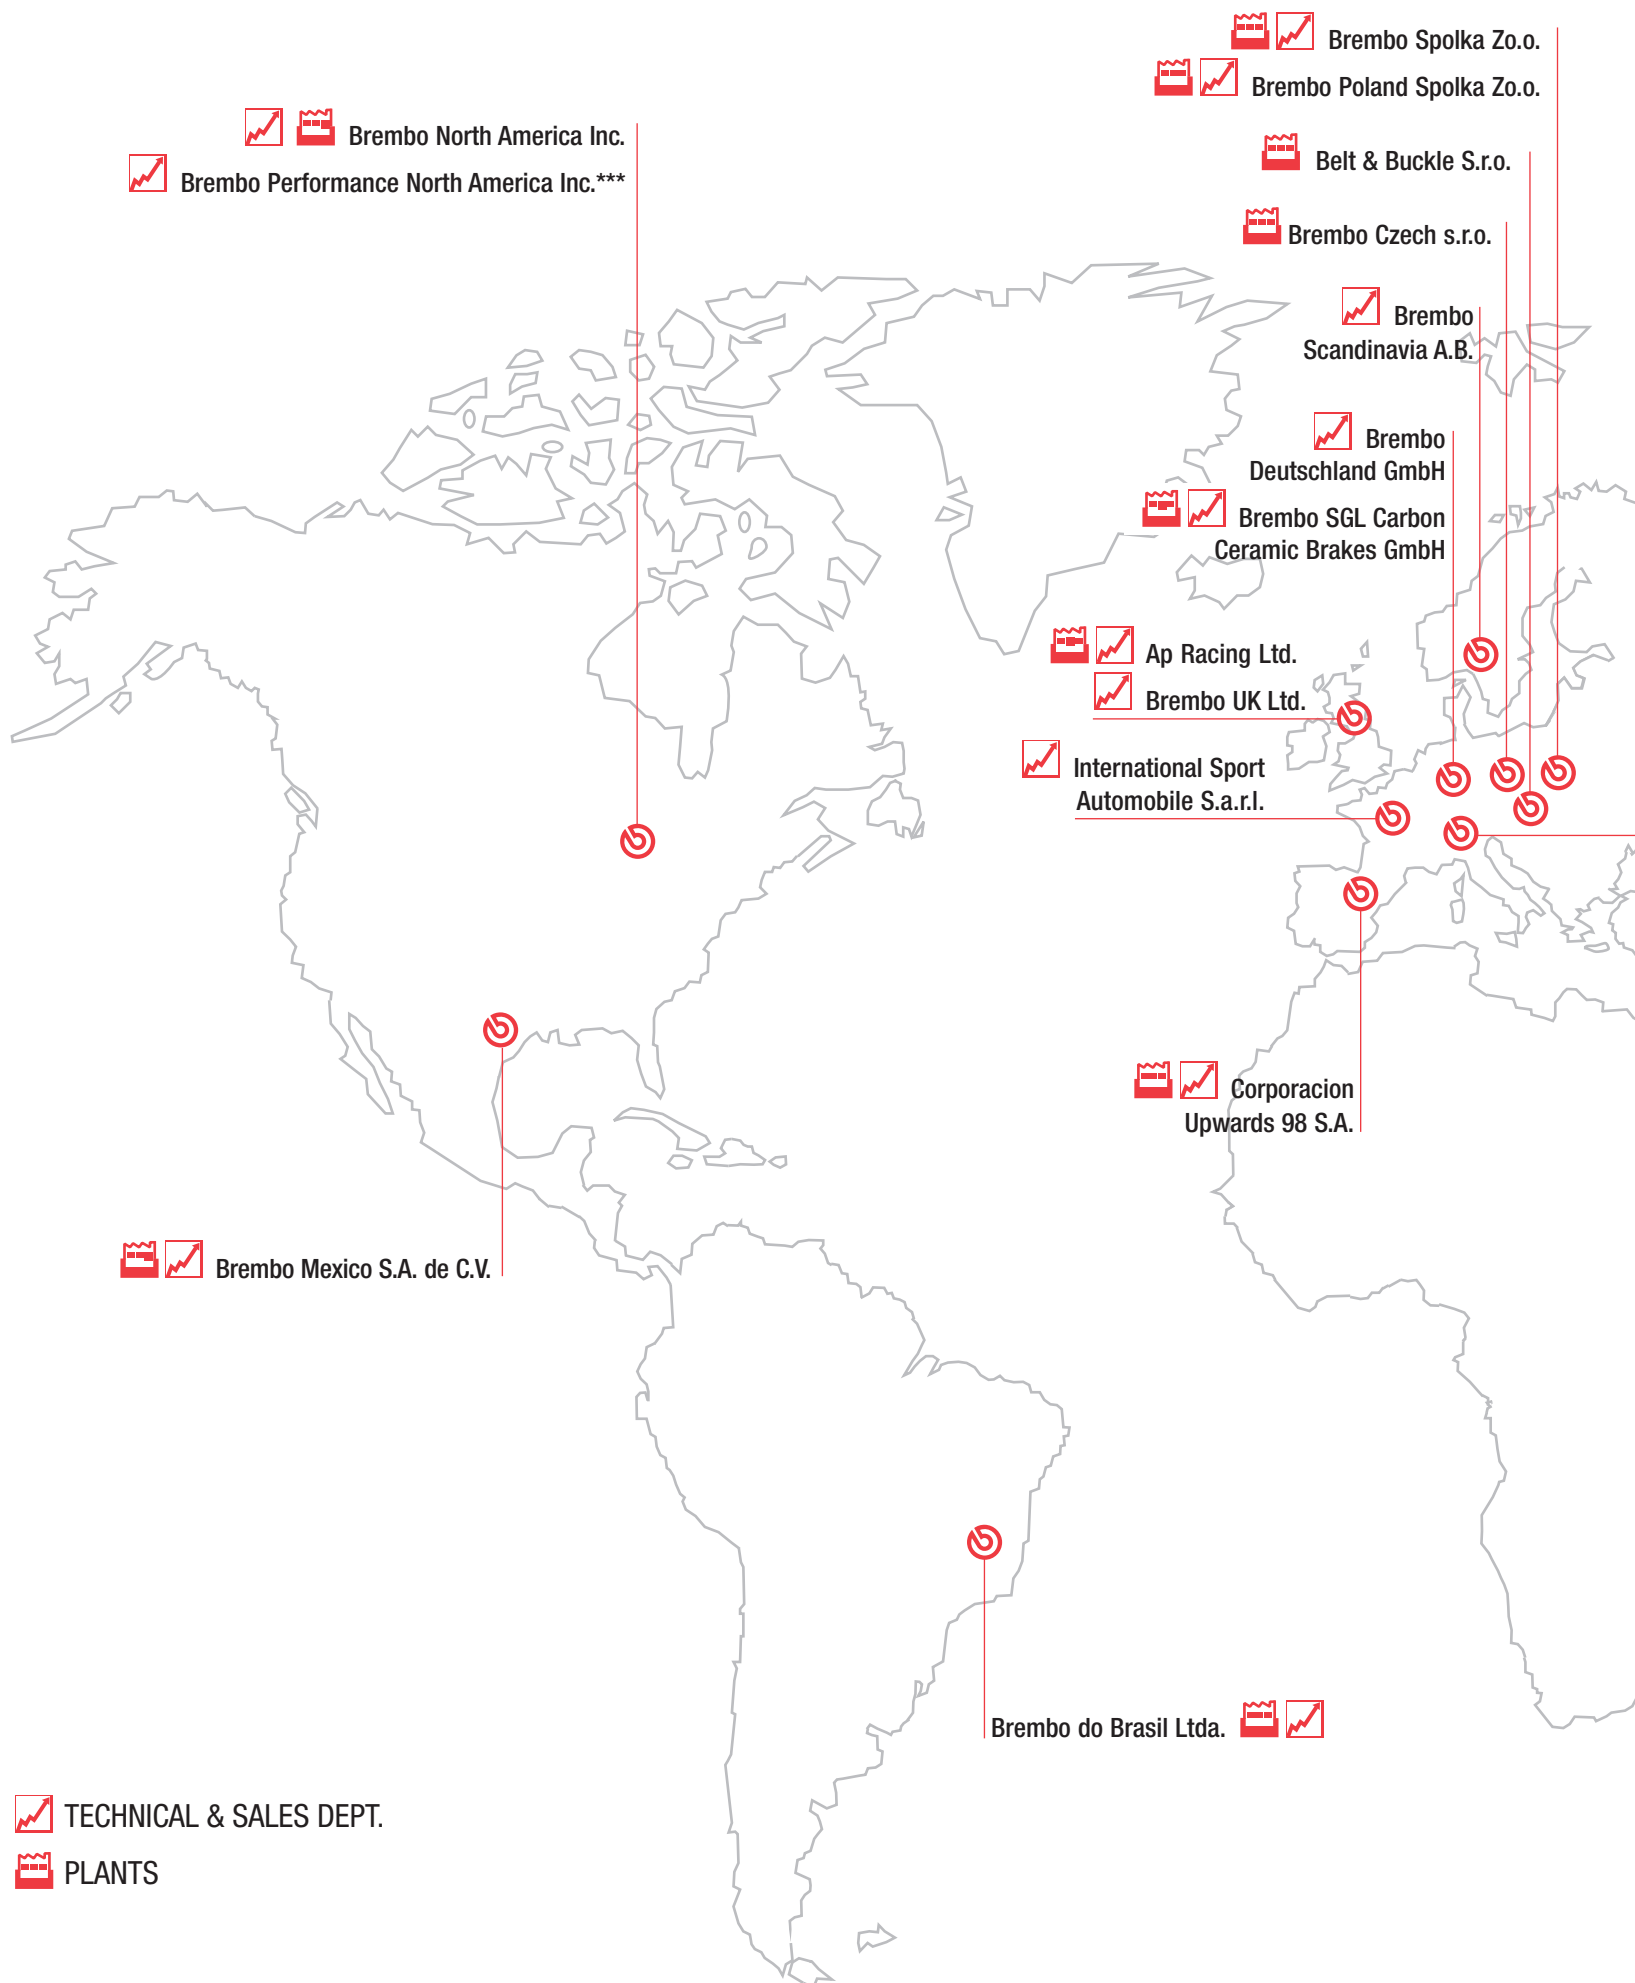 Brembo Spolka Zo.o.
Brembo Poland Spolka Zo.o.
Brembo North America Inc.
Brembo Performance North America Inc.***
Belt & Buckle S.r.o.
Brembo Czech s.r.o.
Brembo
Scandinavia A.B.
Brembo
Deutschland GmbH
Brembo SGL Carbon
Ceramic Brakes GmbH
Ap Racing Ltd.
Brembo UK Ltd.
International Sport
Automobile S.a.r.l.
Corporacion
Upwards 98 S.A.
Brembo Mexico S.A. de C.V.
Brembo do Brasil Ltda.
TECHNICAL & SALES DEPT.
PLANTS